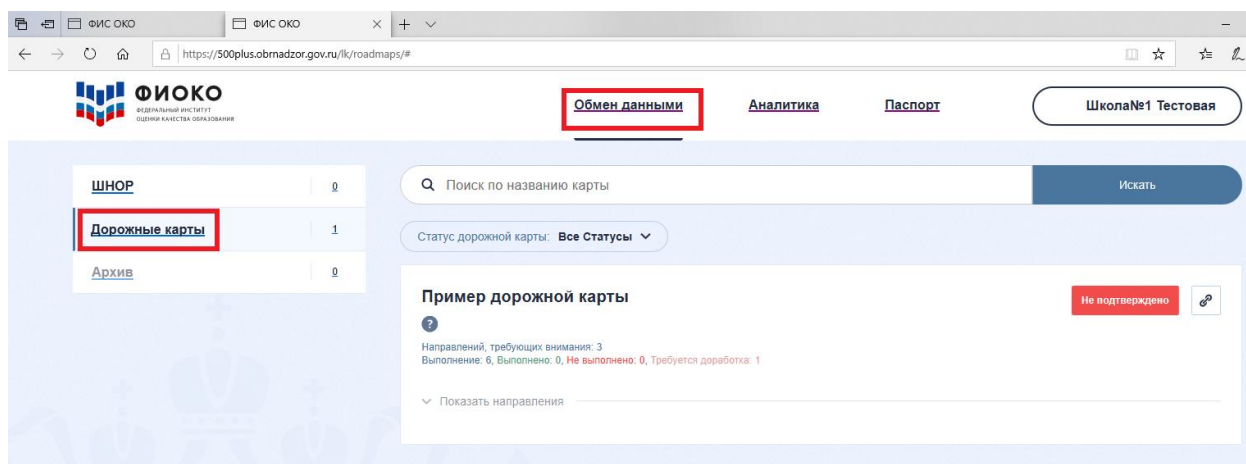 ФИС ОКО
ФИС ОКО
https://500plus.obrnadzor.gov.ru/lk/roadmaps/#
ФИОКО
ФЕДЕРАЛЬНЫЙ ИНСТИТУТ
ОЦЕНКИ КАЧЕСТВА ОБРАЗОВАНИЯ
Обмен данными Аналитика Паспорт Школа№1 Тестовая
ШНОР 0
Дорожные карты 1
Архив 0
Поиск по названию карты Искать
Статус дорожной карты: Все Статусы
Пример дорожной карты Не подтверждено
?
Направлений, требующих внимания: 3
Выполнение: 6, Выполнено: 0, Не выполнено: 0, Требуется доработка: 1
Показать направления